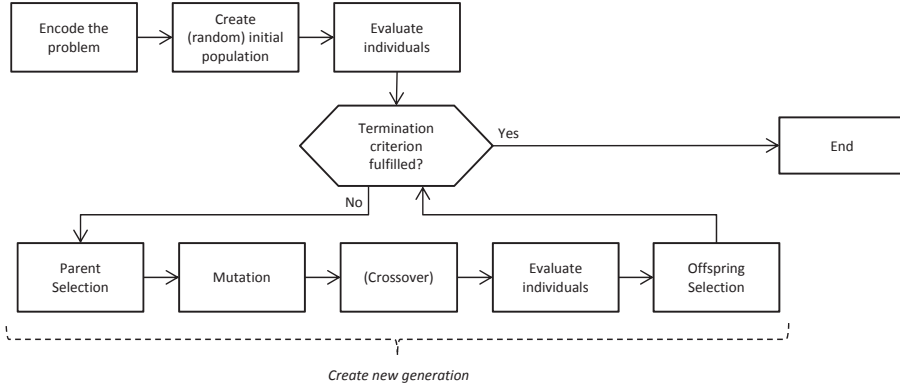 Encode the
problem
Create
(random) initial
population
Evaluate
individuals
Termination
criterion
fulfilled?
Yes
End
No
Parent
Selection
Mutation
(Crossover)
Evaluate
individuals
Offspring
Selection
Create new generation